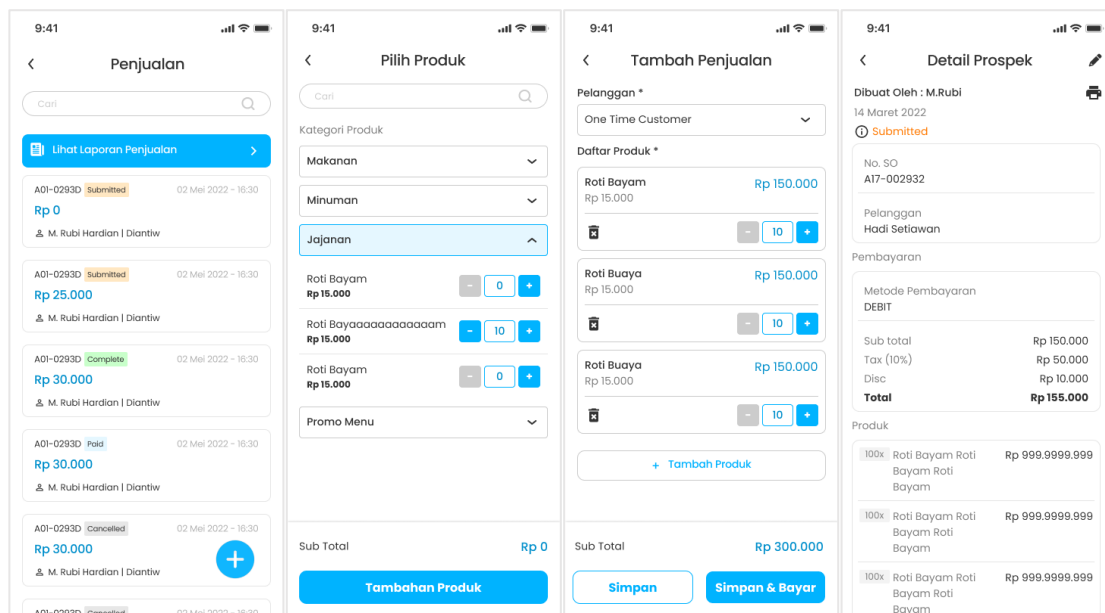 9:41
Penjualan
Cari
Lihat Laporan Penjualan
A01-0293D Submitted 02 Mei 2022 - 16:30
Rp 0
M. Rubi Hardian | Diantiw
A01-0293D Submitted 02 Mei 2022 - 16:30
Rp 25.000
M. Rubi Hardian | Diantiw
A01-0293D Complete 02 Mei 2022 - 16:30
Rp 30.000
M. Rubi Hardian | Diantiw
A01-0293D Paid 02 Mei 2022 - 16:30
Rp 30.000
M. Rubi Hardian | Diantiw
A01-0293D Cancelled 02 Mei 2022 - 16:30
Rp 30.000
M. Rubi Hardian | Diantiw
A01-0293D Cancelled 02 Mei 2022 - 16:30
9:41
Pilih Produk
Cari
Kategori Produk
Makanan
Minuman
Jajanan
Roti Bayam
Rp 15.000
- 0 +
Roti Bayaaaaaaaaaaaam
Rp 15.000
- 10 +
Roti Bayam
Rp 15.000
- 0 +
Promo Menu
Sub Total Rp 0
Tambahan Produk
9:41
Tambah Penjualan
Pelanggan *
One Time Customer
Daftar Produk *
Roti Bayam Rp 150.000
Rp 15.000
- 10 +
Roti Buaya Rp 150.000
Rp 15.000
- 10 +
Roti Buaya Rp 150.000
Rp 15.000
- 10 +
+ Tambah Produk
Sub Total Rp 300.000
Simpan Simpan & Bayar
9:41
Detail Prospek
Dibuat Oleh : M.Rubi
14 Maret 2022
Submitted
No. SO
A17-002932
Pelanggan
Hadi Setiawan
Pembayaran
Metode Pembayaran
DEBIT
Sub total Rp 150.000
Tax (10%) Rp 50.000
Disc Rp 10.000
Total Rp 155.000
Produk
100x Roti Bayam Roti Rp 999.9999.999
Bayam Roti
Bayam
100x Roti Bayam Roti Rp 999.9999.999
Bayam Roti
Bayam
100x Roti Bayam Roti Rp 999.9999.999
Bayam Roti
Bayam